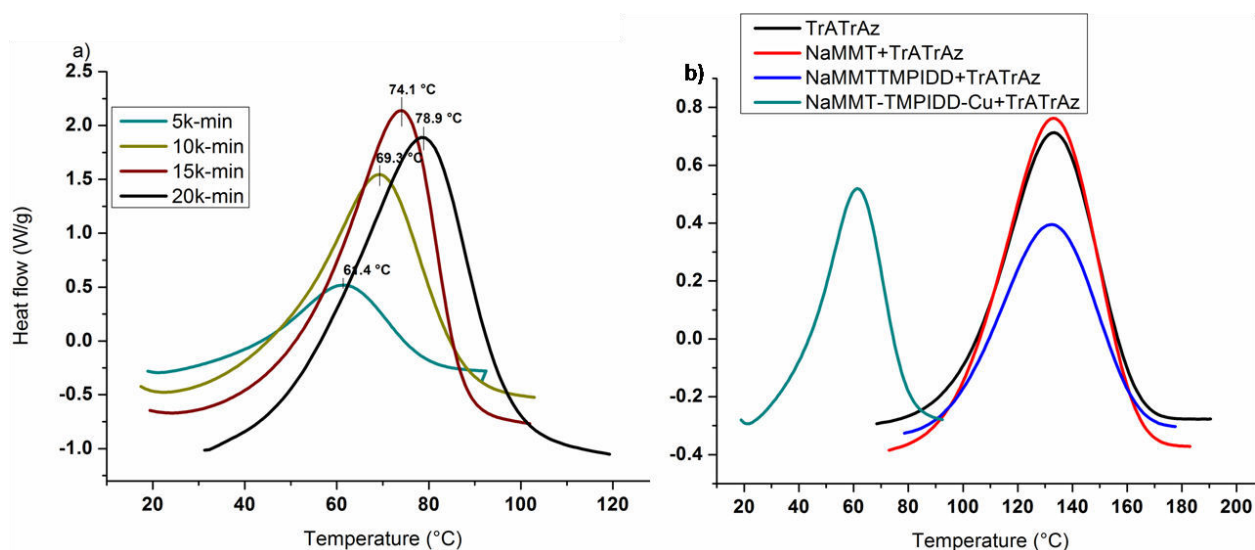 a)
2.5
2.0
1.5
1.0
0.5
0.0
-0.5
-1.0
Heat flow (W/g)
5k-min
10k-min
15k-min
20k-min
74.1 °C
78.9 °C
69.3 °C
61.4 °C
20
40
60
80
100
120
Temperature (°C)
b)
TrATrAz
NaMMT+TrATrAz
NaMMTTMPIDD+TrATrAz
NaMMT-TMPIDD-Cu+TrATrAz
0.8
0.6
0.4
0.2
0.0
-0.2
-0.4
20
40
60
80
100
120
140
160
180
200
Temperature (°C)